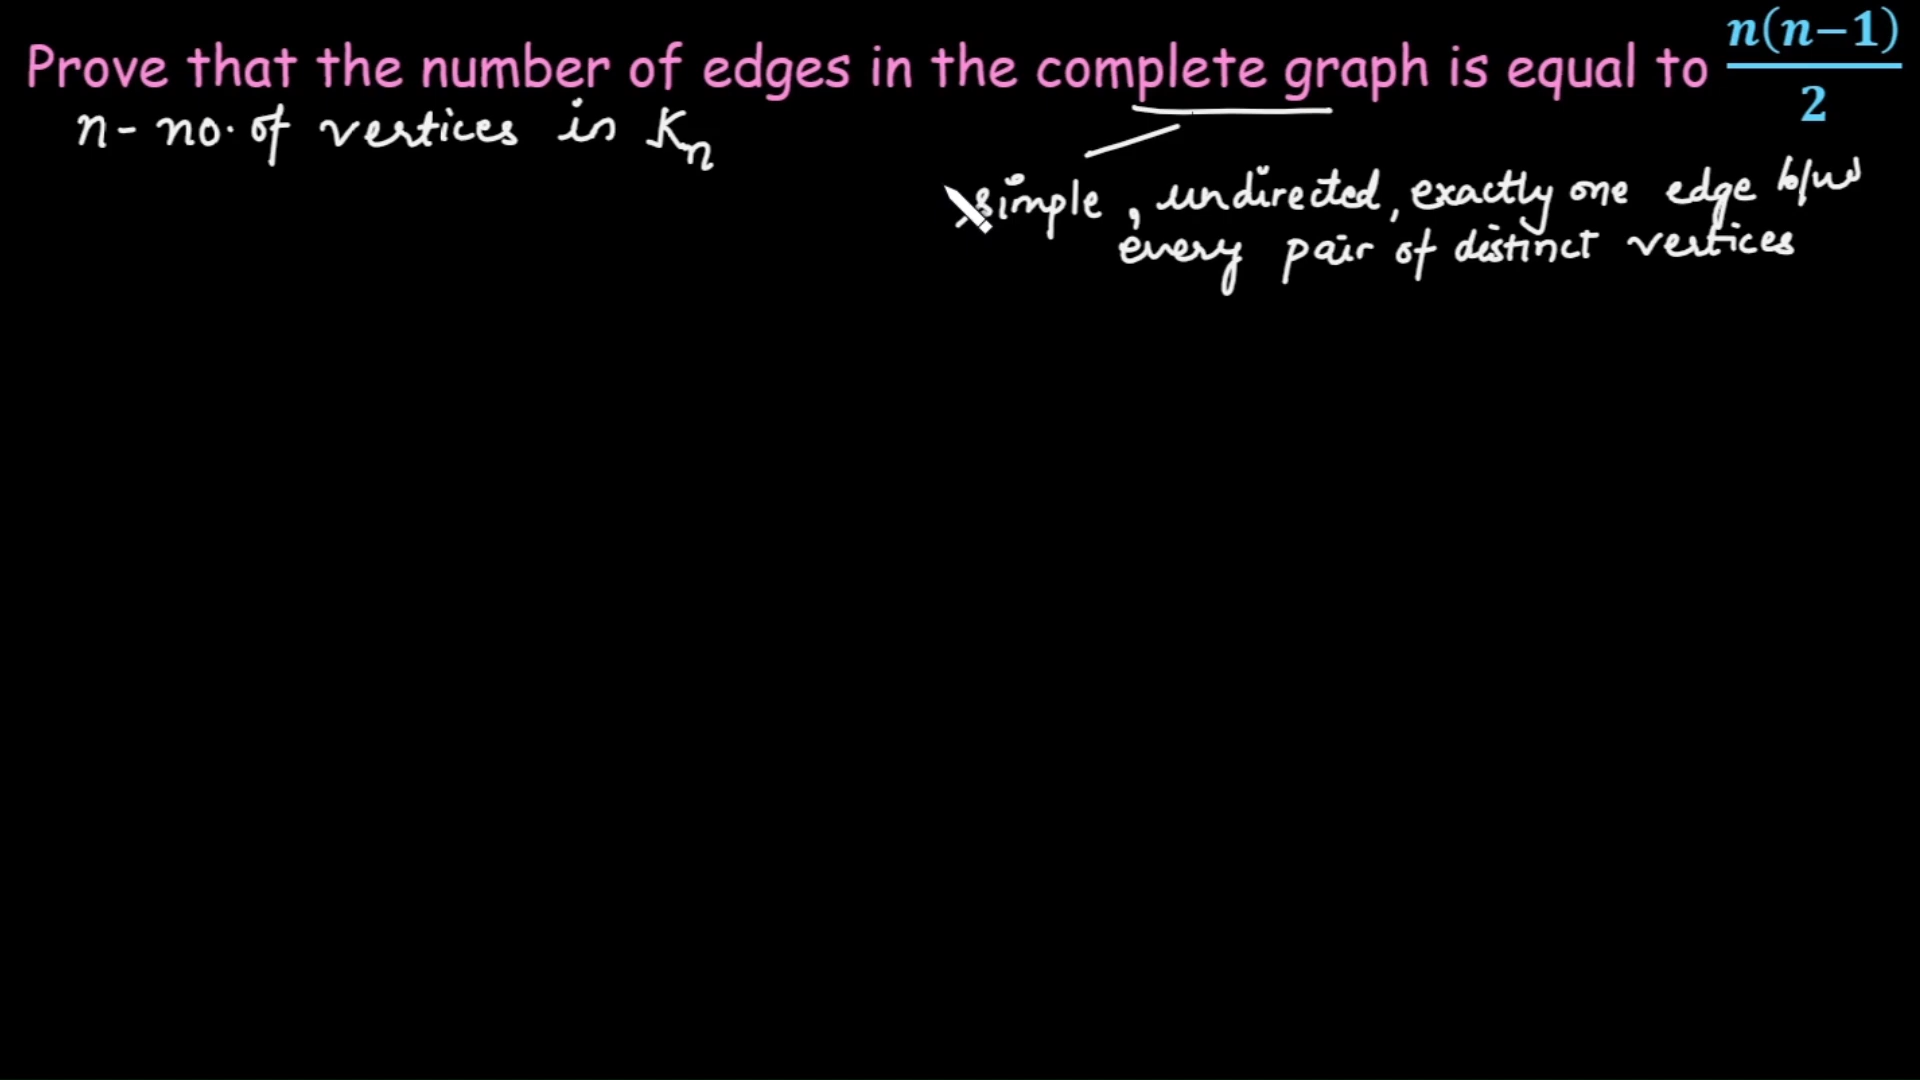 Prove that the number of edges in the complete graph is equal to n(n-1)/2
n - no. of vertices in Kn
simple, undirected, exactly one edge b/w
every pair of distinct vertices